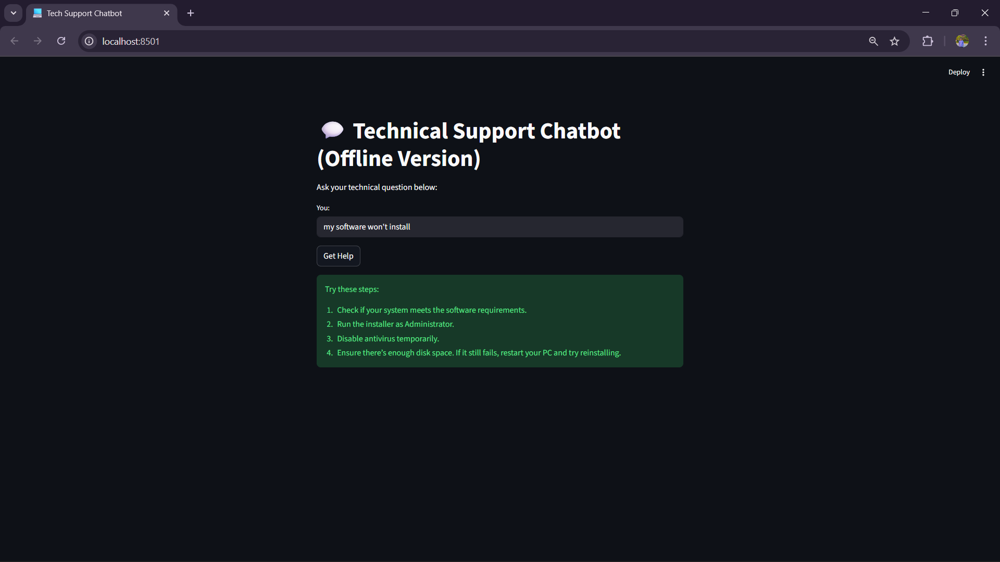 Tech Support Chatbot
localhost:8501
Deploy
Technical Support Chatbot
(Offline Version)
Ask your technical question below:
You:
my software won't install
Get Help
Try these steps:
1. Check if your system meets the software requirements.
2. Run the installer as Administrator.
3. Disable antivirus temporarily.
4. Ensure there’s enough disk space. If it still fails, restart your PC and try reinstalling.